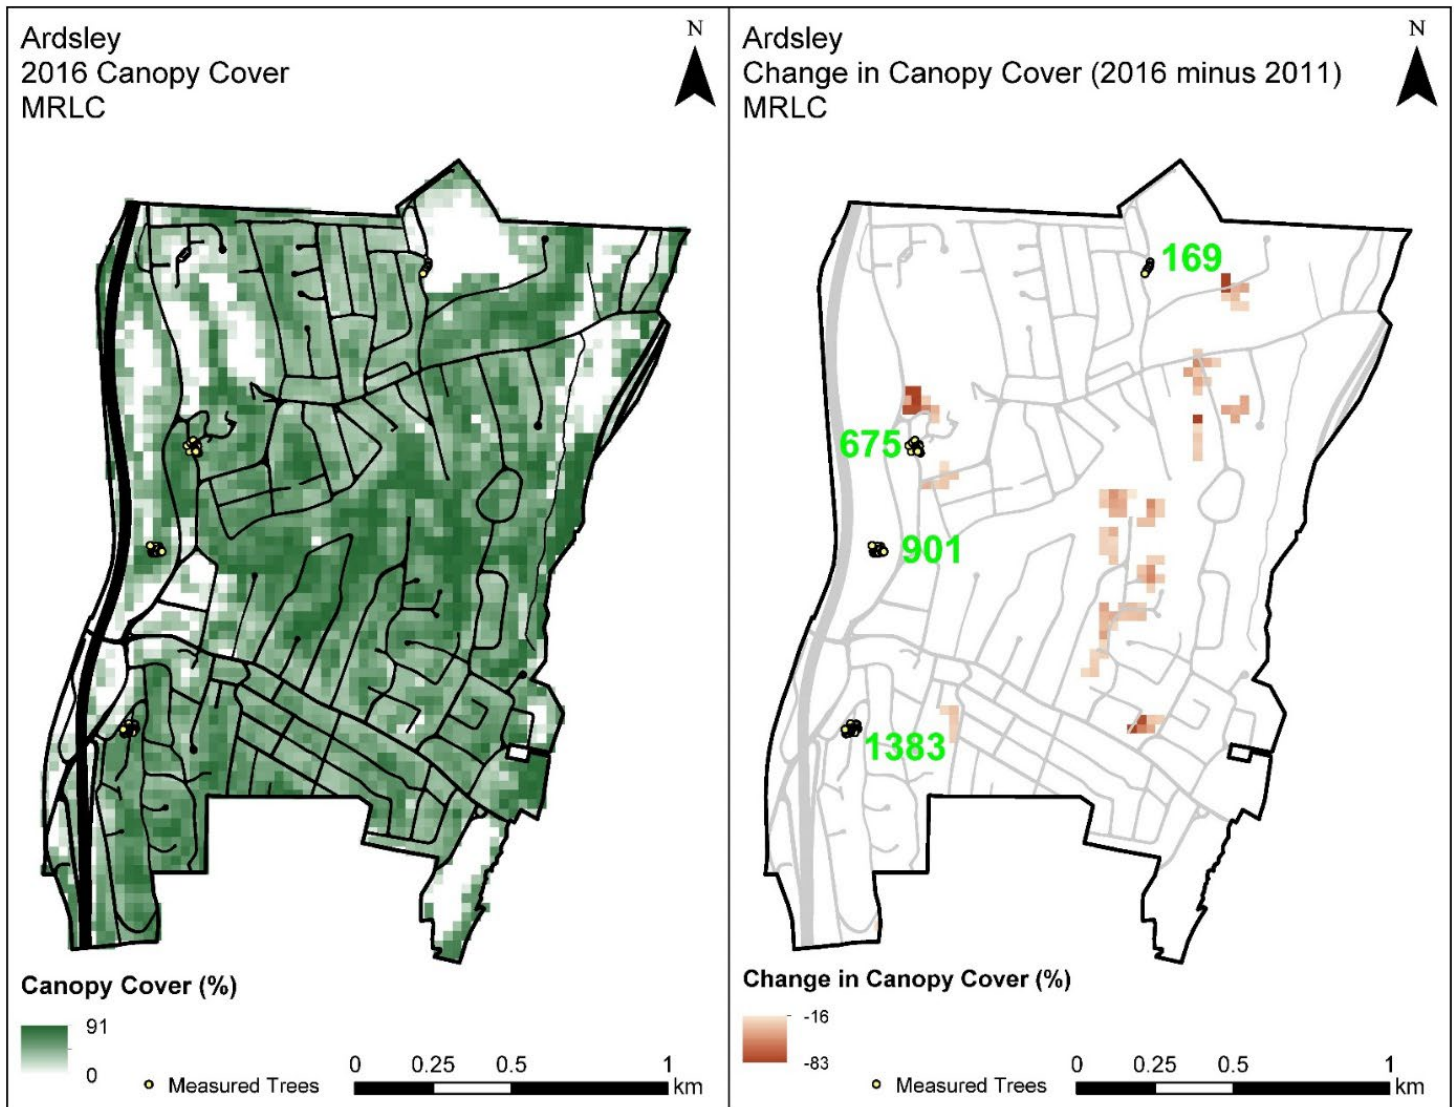 Ardsley
2016 Canopy Cover
MRLC
N
Canopy Cover (%)
91
0
Measured Trees
0 0.25 0.5 1
km
Ardsley
Change in Canopy Cover (2016 minus 2011)
MRLC
N
169
675
901
1383
Change in Canopy Cover (%)
-16
-83
Measured Trees
0 0.25 0.5 1
km